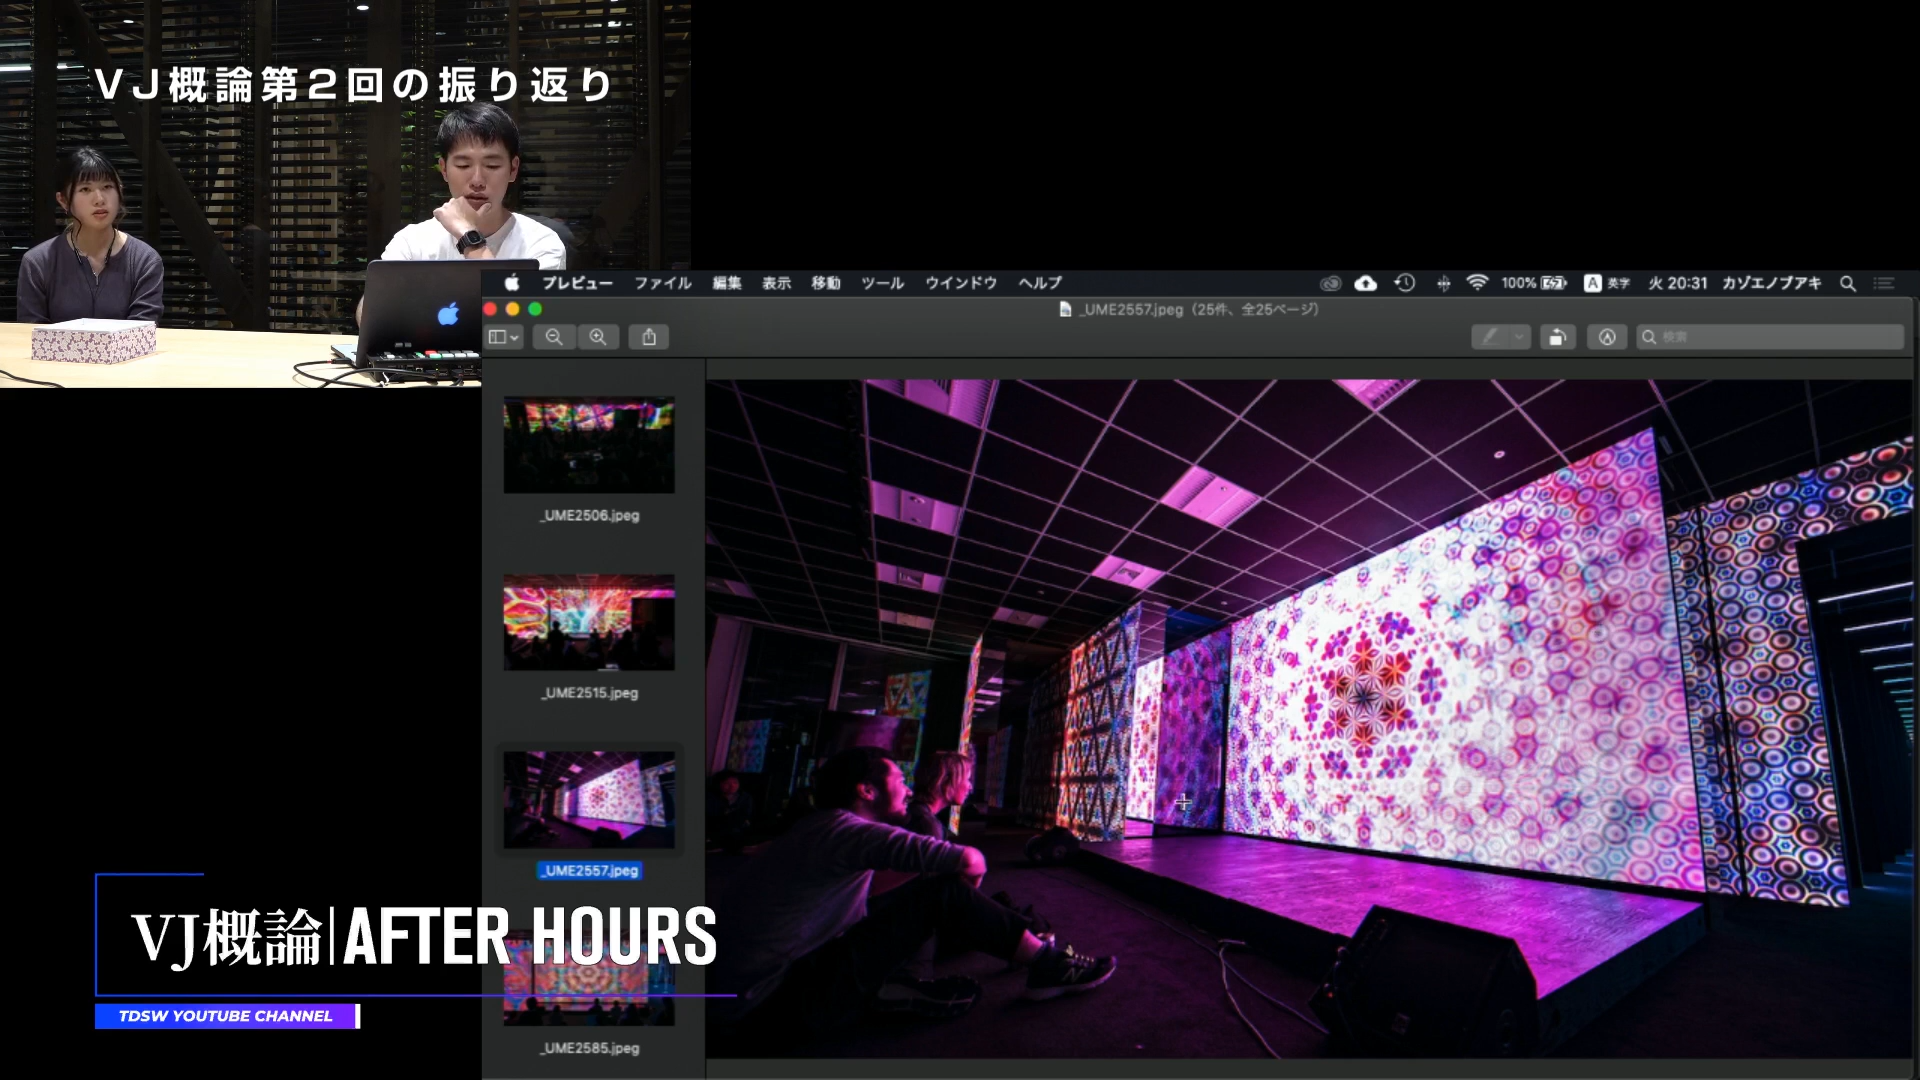 VJ概論第2回の振り返り
プレビュー ファイル 編集 表示 移動 ツール ウインドウ ヘルプ 100% A 英字 火 20:31 カゾエノブアキ
_UME2557.jpeg（25件、全25ページ）
検索
_UME2506.jpeg
_UME2515.jpeg
_UME2557.jpeg
VJ概論|AFTER HOURS
TDSW YOUTUBE CHANNEL
_UME2585.jpeg